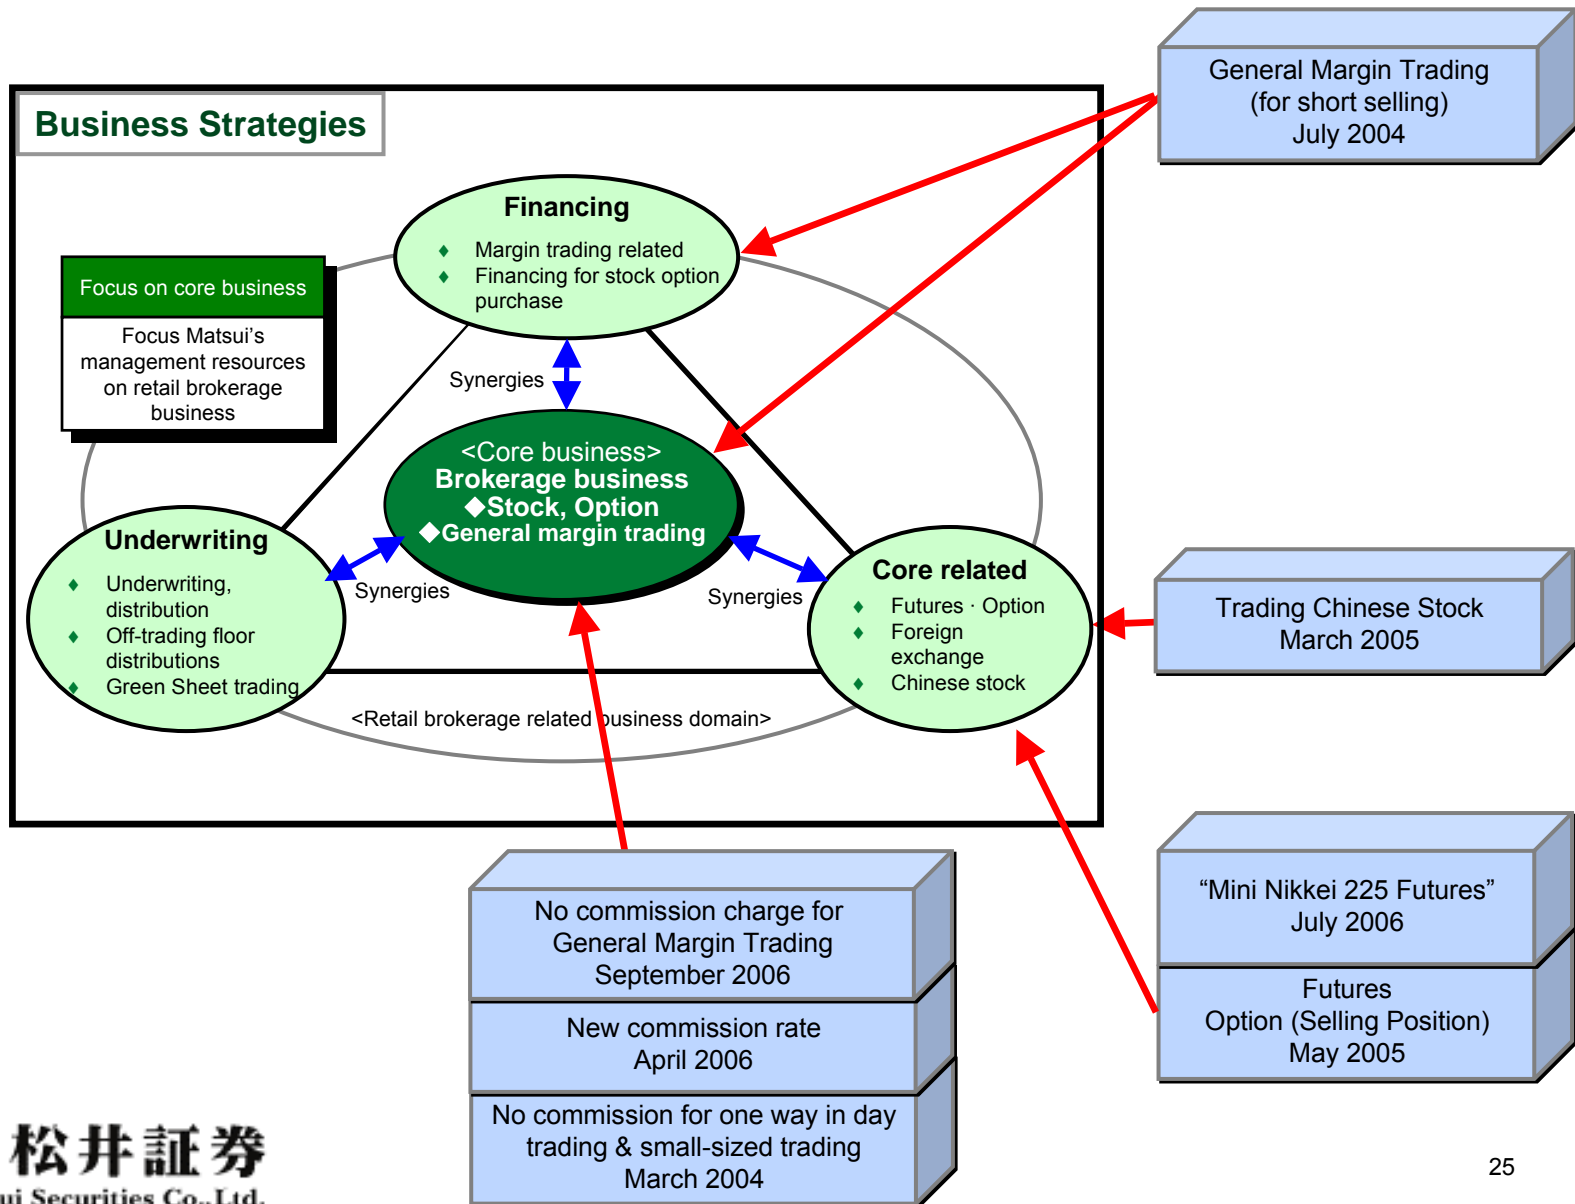 General Margin Trading
(for short selling)
July 2004
Business Strategies
Financing
♦ Margin trading related
♦ Financing for stock option
purchase
Focus on core business
Focus Matsui’s
management resources
on retail brokerage
business
Synergies
<Core business>
Brokerage business
◆Stock, Option
◆General margin trading
Underwriting
♦ Underwriting,
distribution
♦ Off-trading floor
distributions
♦ Green Sheet trading
Synergies
Synergies
Core related
♦ Futures · Option
♦ Foreign
exchange
♦ Chinese stock
Trading Chinese Stock
March 2005
<Retail brokerage related business domain>
“Mini Nikkei 225 Futures”
July 2006
Futures
Option (Selling Position)
May 2005
No commission charge for
General Margin Trading
September 2006
New commission rate
April 2006
No commission for one way in day
trading & small-sized trading
March 2004
松井証券
ui Securities Co.,Ltd.
25